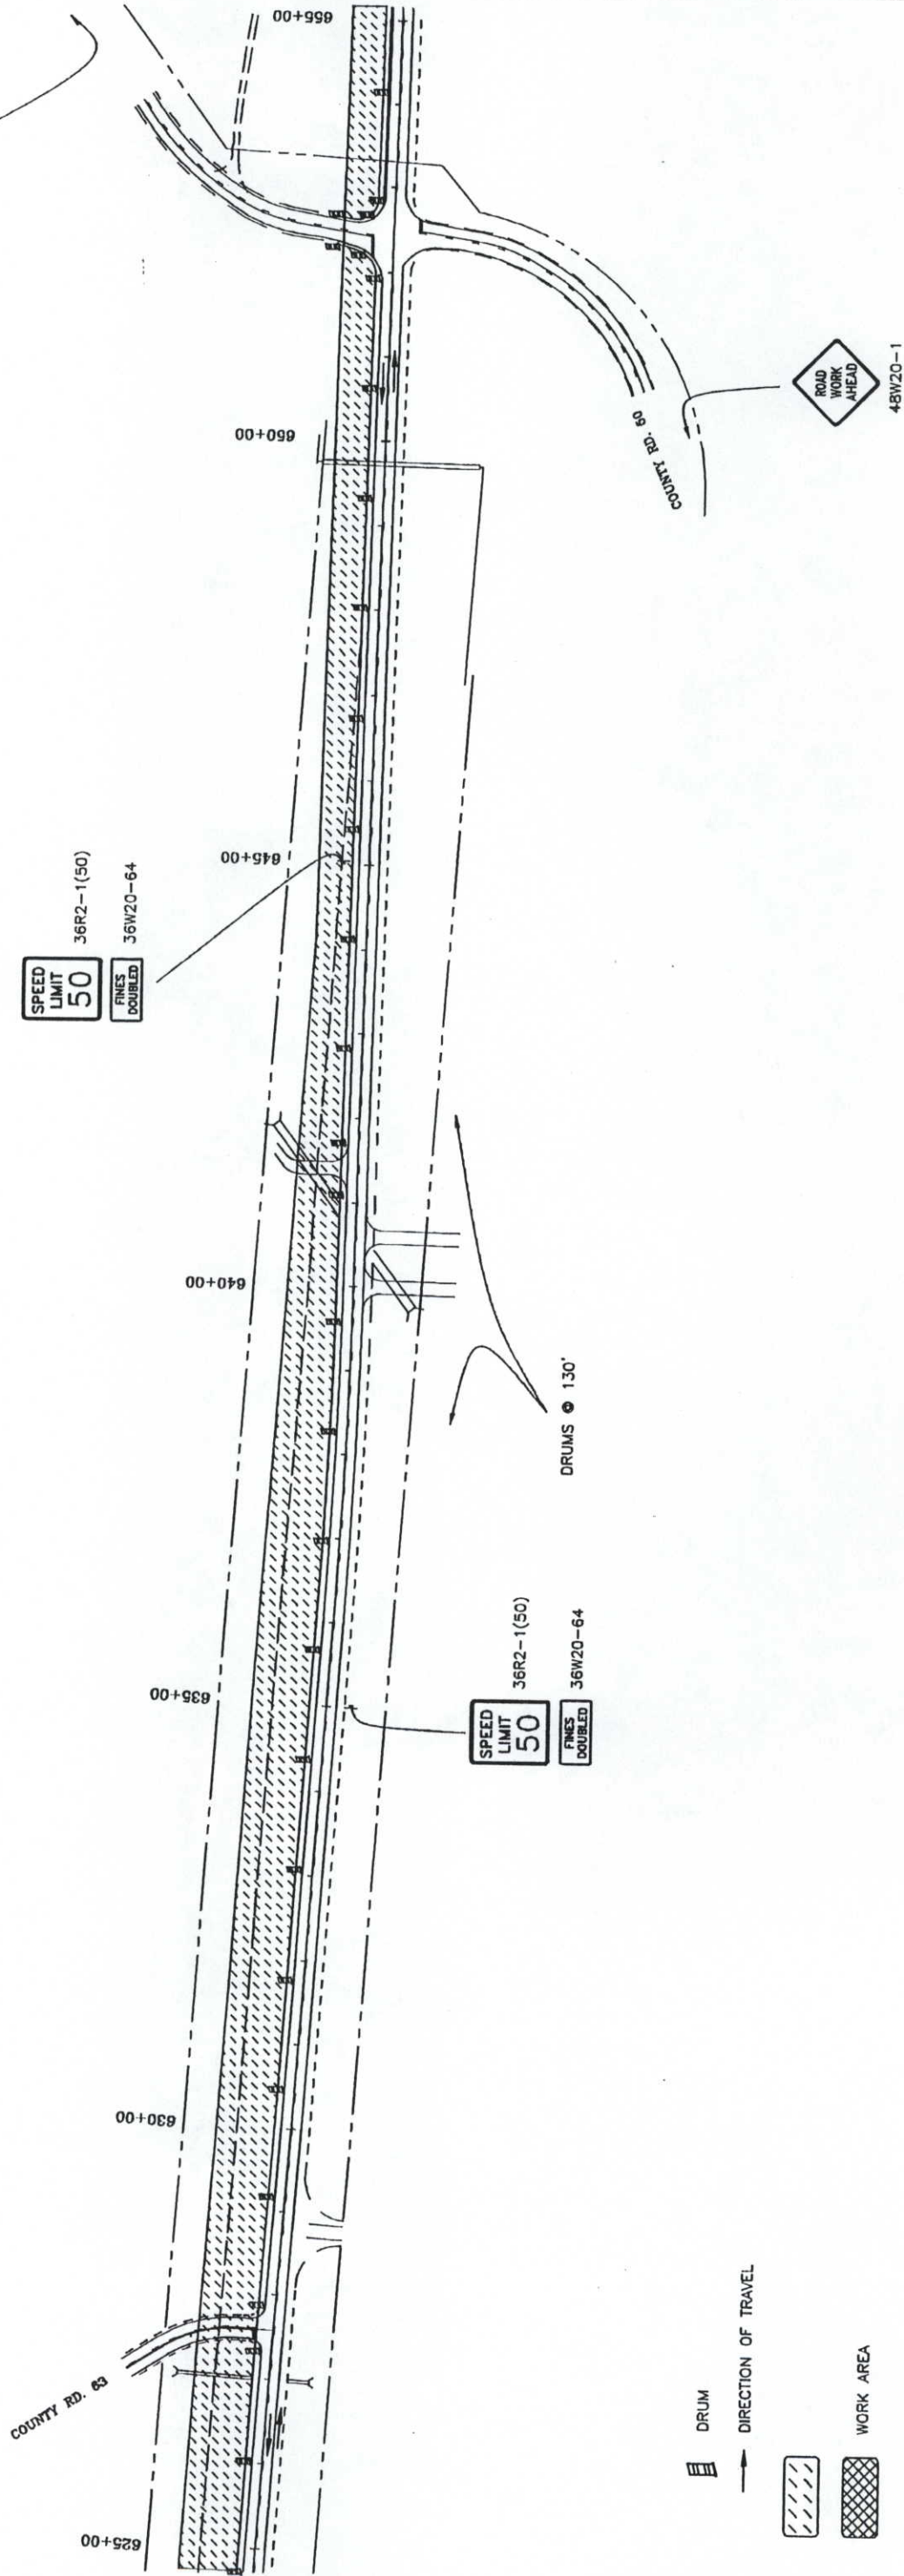 655+00
650+00
645+00
640+00
635+00
630+00
625+00
SPEED
LIMIT
50
36R2-1(50)
FINES
DOUBLED
36W20-64
SPEED
LIMIT
50
36R2-1(50)
FINES
DOUBLED
36W20-64
DRUMS @ 130'
COUNTY RD. 60
ROAD
WORK
AHEAD
48W20-1
COUNTY RD. 63
DRUM
DIRECTION OF TRAVEL
WORK AREA